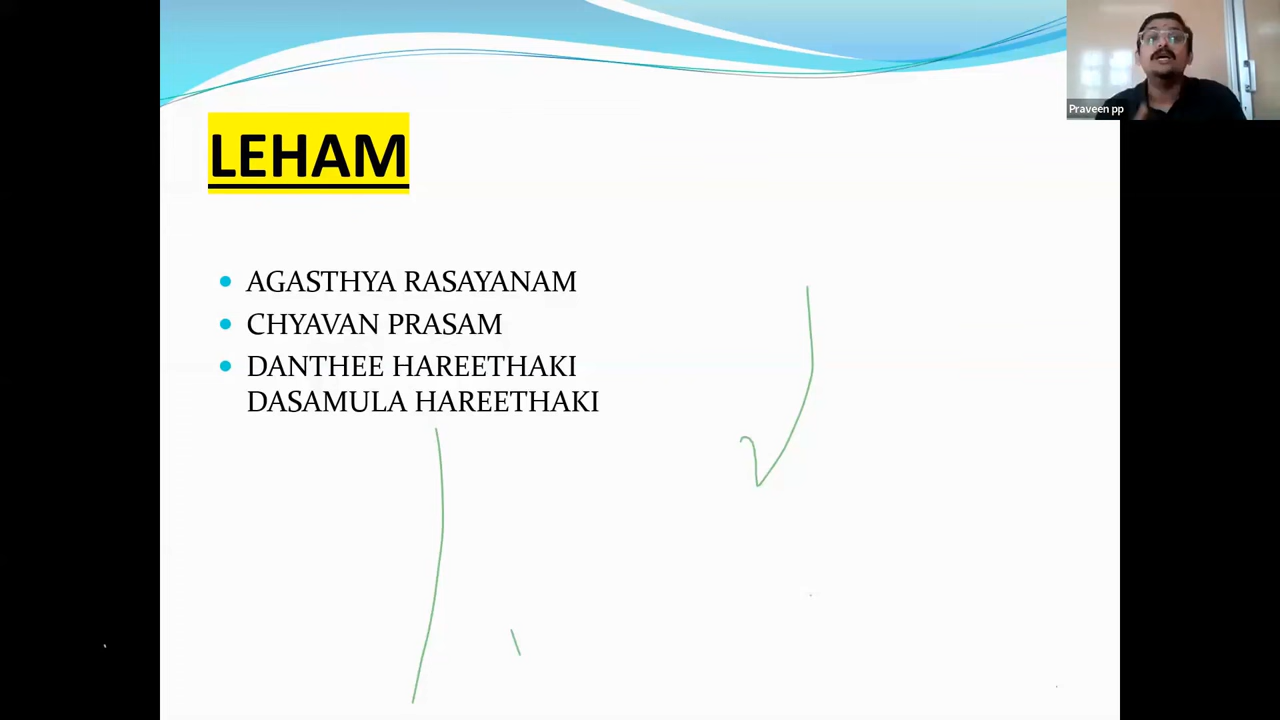 LEHAM
AGASTHYA RASAYANAM
CHYAVAN PRASAM
DANTHEE HAREETHAKI
DASAMULA HAREETHAKI
Praveen pp